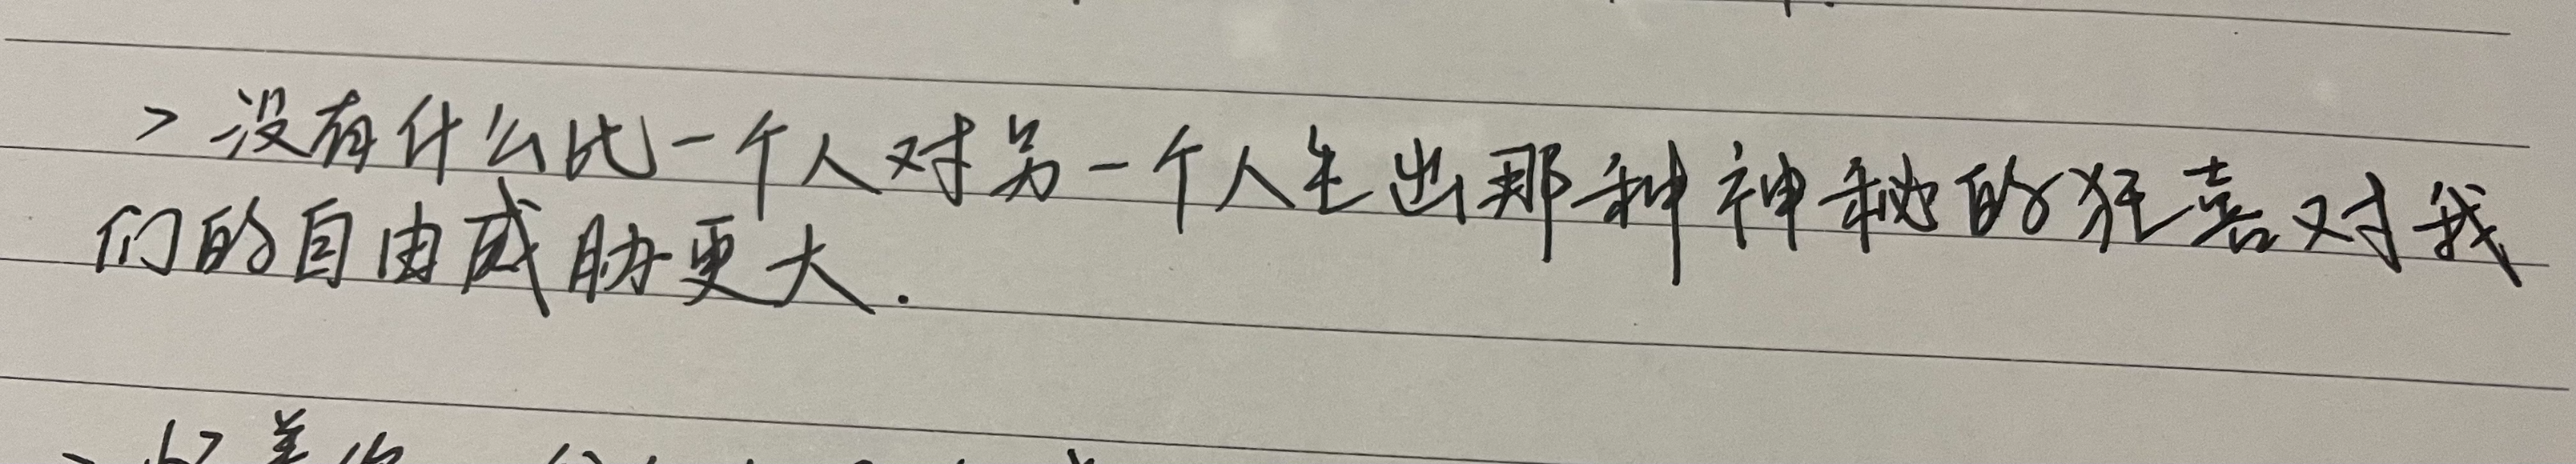 > 没有什么比一个人对另一个人生出那种神秘的狂喜对我
们的自由威胁更大.